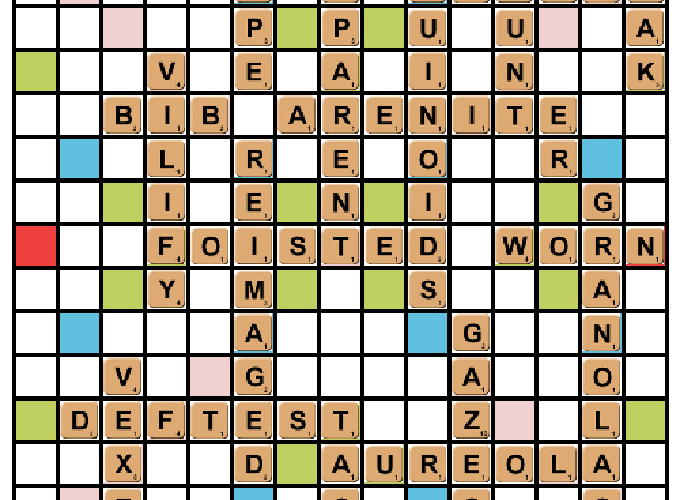 P P U U A
V E A I N K
B I B A R E N I T E
L R E O R
I E N I G
F O I S T E D W O R N
Y M S A
A G N
V G A O
D E F T E S T Z L
X D A U R E O L A